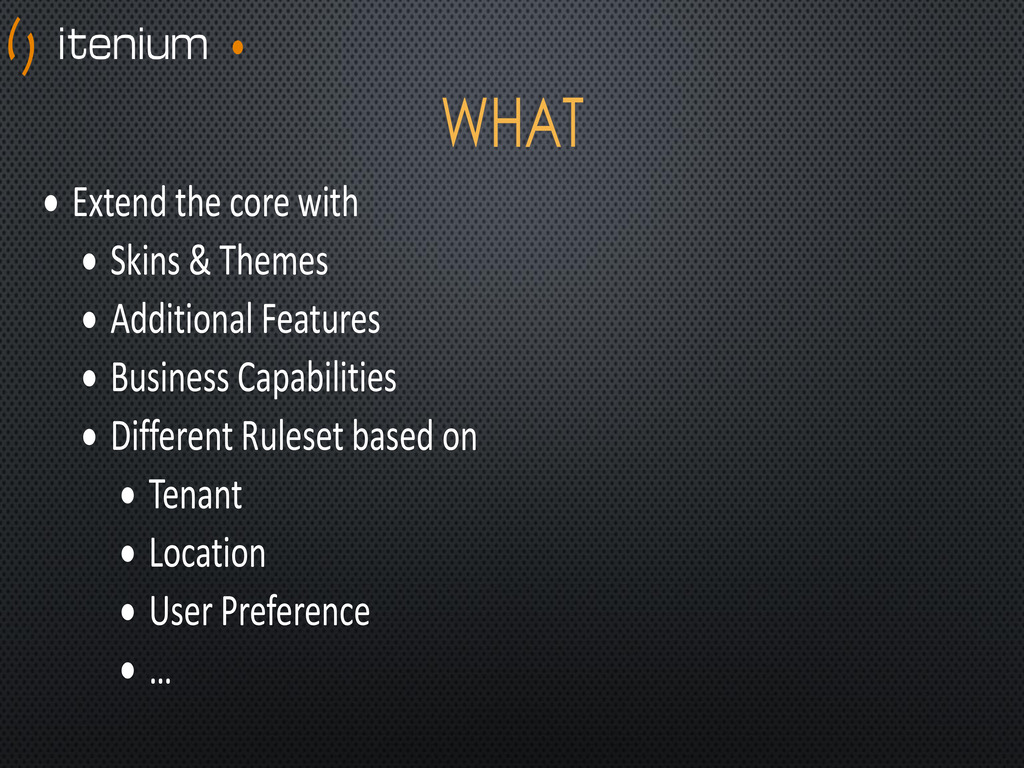 itenium
WHAT
• Extend the core with
• Skins & Themes
• Additional Features
• Business Capabilities
• Different Ruleset based on
• Tenant
• Location
• User Preference
• …